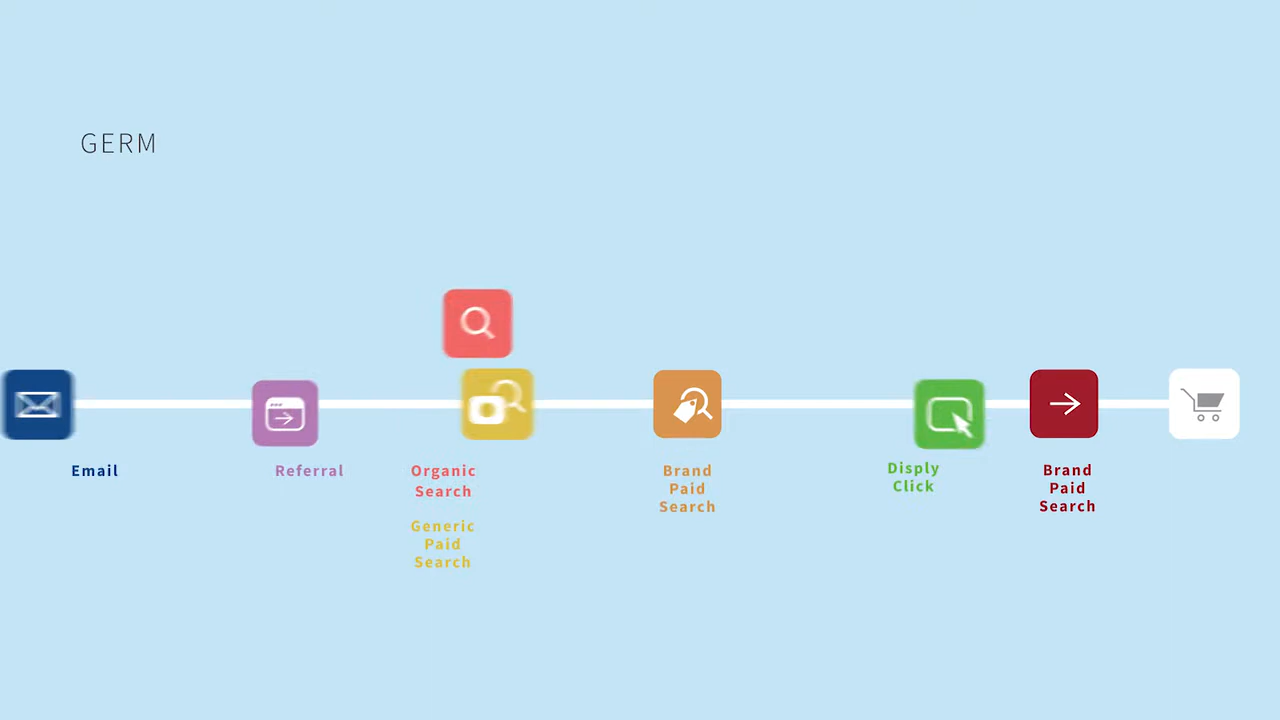 GERM
Email
Referral
Organic
Search
Generic
Paid
Search
Brand
Paid
Search
Disply
Click
Brand
Paid
Search